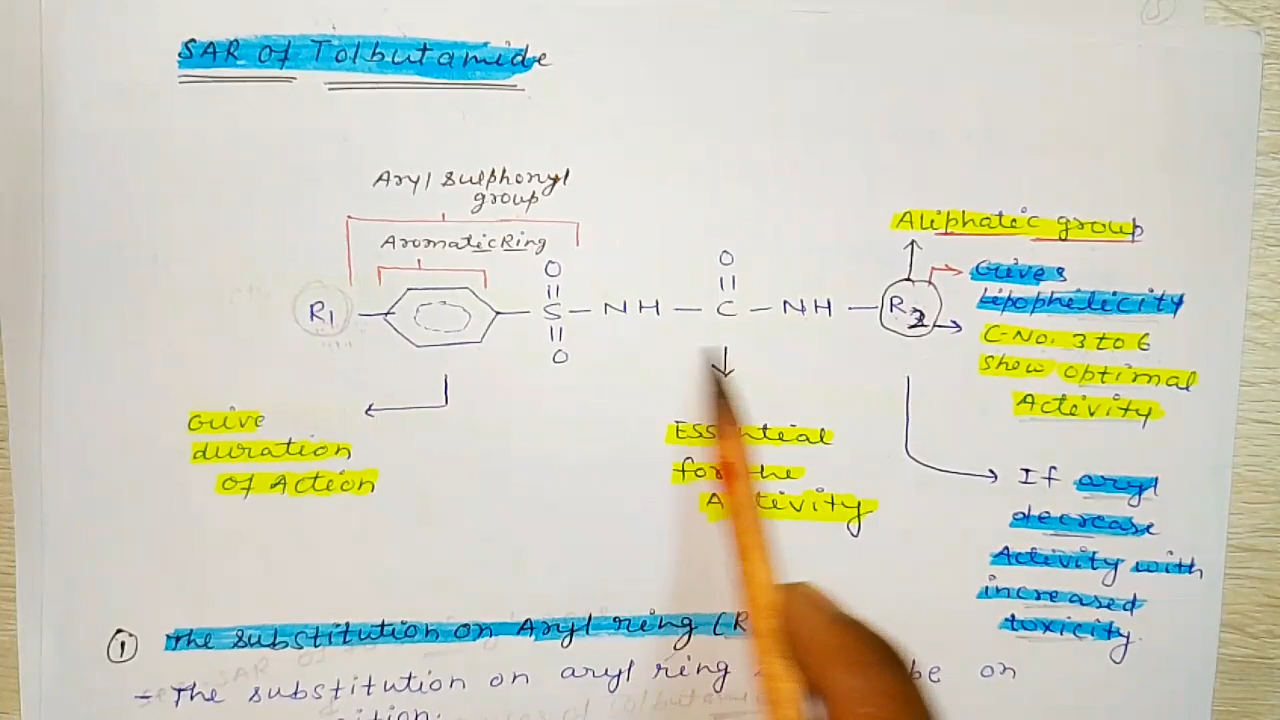 SAR of Tolbutamide
Aryl sulphonyl
group
Aromatic Ring
O
O
R1 S NH C NH R2
O
Aliphatic group
Gives
Lipophilicity
C-No. 3 to 6
show optimal
Activity
Give
duration
of Action
Essential
for the
Activity
If aryl
decrease
Activity with
increased
toxicity.
① The substitution on Aryl ring (R
- The substitution on aryl ring be on